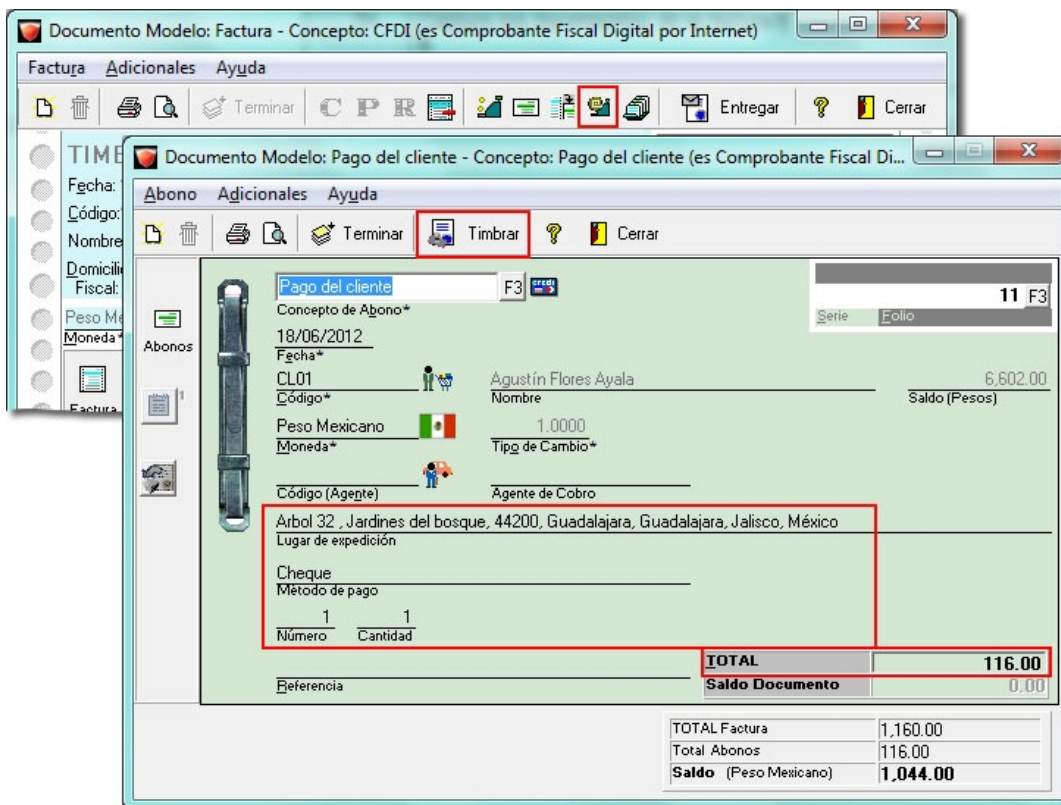 Documento Modelo: Factura - Concepto: CFDI (es Comprobante Fiscal Digital por Internet)
Factura Adicionales Ayuda
Terminar C P R Entregar Cerrar
TIME
Fecha:
Código:
Nombre
Domicili
Fiscal:
Peso Me
Moneda*
Factura
Documento Modelo: Pago del cliente - Concepto: Pago del cliente (es Comprobante Fiscal Di...
Abono Adicionales Ayuda
Terminar Timbrar Cerrar
Abonos
1
Pago del cliente F3 credi
Concepto de Abono*
11 F3
Serie Folio
18/06/2012
Fecha*
CL01 Agustín Flores Ayala 6,602.00
Código* Nombre Saldo (Pesos)
Peso Mexicano 1.0000
Moneda* Tipo de Cambio*
Código (Agente) Agente de Cobro
Arbol 32 , Jardines del bosque, 44200, Guadalajara, Guadalajara, Jalisco, México
Lugar de expedición
Cheque
Método de pago
1 1
Número Cantidad
TOTAL 116.00
Referencia Saldo Documento 0.00
TOTAL Factura 1,160.00
Total Abonos 116.00
Saldo (Peso Mexicano) 1,044.00